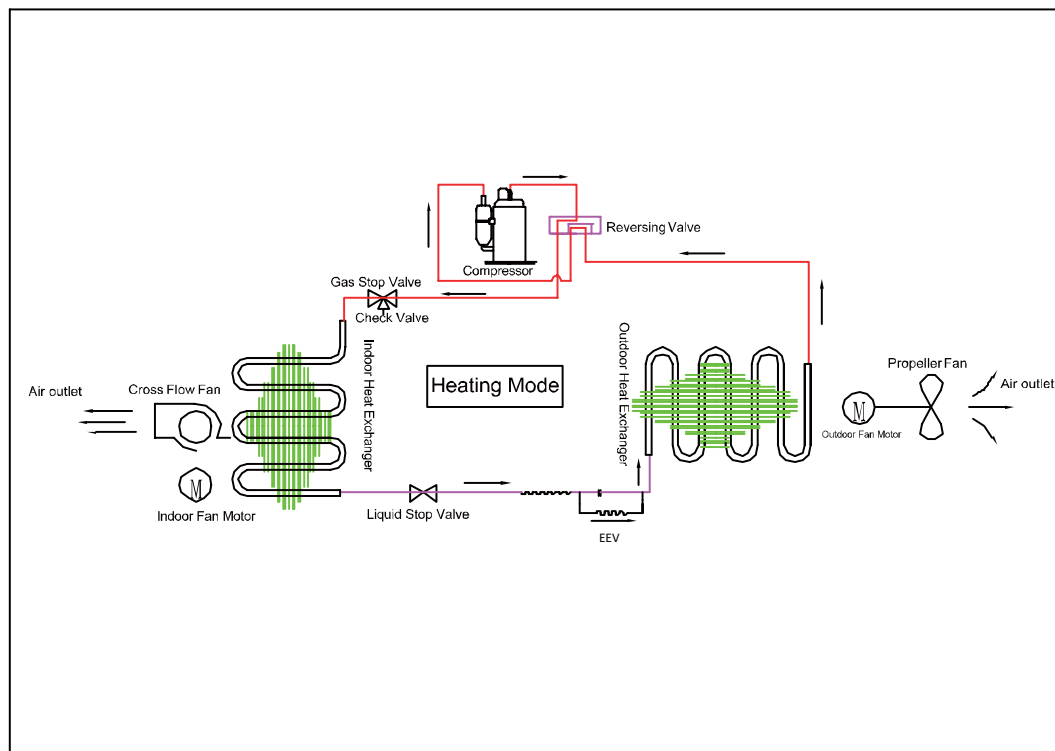 Reversing Valve
Compressor
Gas Stop Valve
Check Valve
Indoor Heat Exchanger
Outdoor Heat Exchanger
Heating Mode
Propeller Fan
Air outlet
Cross Flow Fan
Air outlet
M
Outdoor Fan Motor
M
Indoor Fan Motor
Liquid Stop Valve
EEV